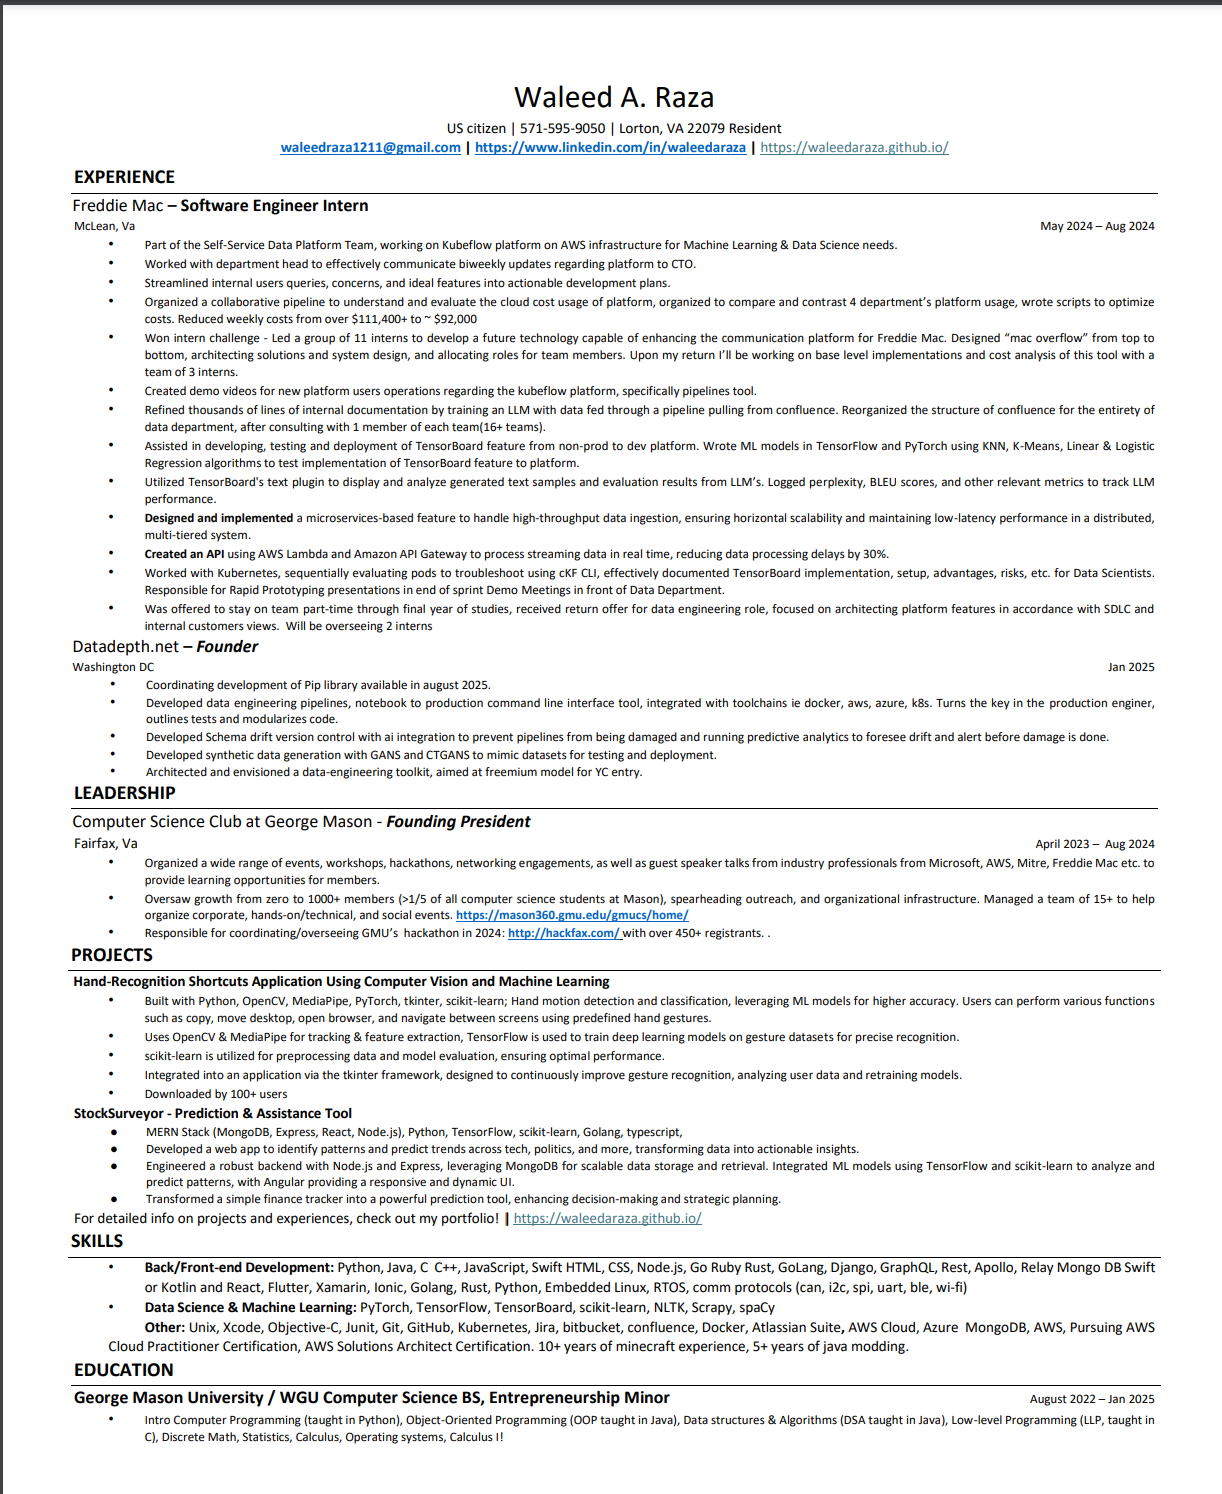 Waleed A. Raza
US citizen | 571-595-9050 | Lorton, VA 22079 Resident
waleedraza1211@gmail.com | https://www.linkedin.com/in/waleedaraza | https://waleedaraza.github.io/
EXPERIENCE
Freddie Mac – Software Engineer Intern
McLean, Va May 2024 – Aug 2024
• Part of the Self-Service Data Platform Team, working on Kubeflow platform on AWS infrastructure for Machine Learning & Data Science needs.
• Worked with department head to effectively communicate biweekly updates regarding platform to CTO.
• Streamlined internal users queries, concerns, and ideal features into actionable development plans.
• Organized a collaborative pipeline to understand and evaluate the cloud cost usage of platform, organized to compare and contrast 4 department's platform usage, wrote scripts to optimize
costs. Reduced weekly costs from over $111,400+ to ~ $92,000
• Won intern challenge - Led a group of 11 interns to develop a future technology capable of enhancing the communication platform for Freddie Mac. Designed “mac overflow” from top to
bottom, architecting solutions and system design, and allocating roles for team members. Upon my return I’ll be working on base level implementations and cost analysis of this tool with a
team of 3 interns.
• Created demo videos for new platform users operations regarding the kubeflow platform, specifically pipelines tool.
• Refined thousands of lines of internal documentation by training an LLM with data fed through a pipeline pulling from confluence. Reorganized the structure of confluence for the entirety of
data department, after consulting with 1 member of each team(16+ teams).
• Assisted in developing, testing and deployment of TensorBoard feature from non-prod to dev platform. Wrote ML models in TensorFlow and PyTorch using KNN, K-Means, Linear & Logistic
Regression algorithms to test implementation of TensorBoard feature to platform.
• Utilized TensorBoard's text plugin to display and analyze generated text samples and evaluation results from LLM’s. Logged perplexity, BLEU scores, and other relevant metrics to track LLM
performance.
• Designed and implemented a microservices-based feature to handle high-throughput data ingestion, ensuring horizontal scalability and maintaining low-latency performance in a distributed,
multi-tiered system.
• Created an API using AWS Lambda and Amazon API Gateway to process streaming data in real time, reducing data processing delays by 30%.
• Worked with Kubernetes, sequentially evaluating pods to troubleshoot using cKF CLI, effectively documented TensorBoard implementation, setup, advantages, risks, etc. for Data Scientists.
Responsible for Rapid Prototyping presentations in end of sprint Demo Meetings in front of Data Department.
• Was offered to stay on team part-time through final year of studies, received return offer for data engineering role, focused on architecting platform features in accordance with SDLC and
internal customers views. Will be overseeing 2 interns
Datadepth.net – Founder
Washington DC Jan 2025
• Coordinating development of Pip library available in august 2025.
• Developed data engineering pipelines, notebook to production command line interface tool, integrated with toolchains ie docker, aws, azure, k8s. Turns the key in the production enginer,
outlines tests and modularizes code.
• Developed Schema drift version control with ai integration to prevent pipelines from being damaged and running predictive analytics to foresee drift and alert before damage is done.
• Developed synthetic data generation with GANS and CTGANS to mimic datasets for testing and deployment.
• Architected and envisioned a data-engineering toolkit, aimed at freemium model for YC entry.
LEADERSHIP
Computer Science Club at George Mason - Founding President
Fairfax, Va April 2023 – Aug 2024
• Organized a wide range of events, workshops, hackathons, networking engagements, as well as guest speaker talks from industry professionals from Microsoft, AWS, Mitre, Freddie Mac etc. to
provide learning opportunities for members.
• Oversaw growth from zero to 1000+ members (>1/5 of all computer science students at Mason), spearheading outreach, and organizational infrastructure. Managed a team of 15+ to help
organize corporate, hands-on/technical, and social events. https://mason360.gmu.edu/gmucs/home/
• Responsible for coordinating/overseeing GMU’s hackathon in 2024: http://hackfax.com/ with over 450+ registrants. .
PROJECTS
Hand-Recognition Shortcuts Application Using Computer Vision and Machine Learning
• Built with Python, OpenCV, MediaPipe, PyTorch, tkinter, scikit-learn; Hand motion detection and classification, leveraging ML models for higher accuracy. Users can perform various functions
such as copy, move desktop, open browser, and navigate between screens using predefined hand gestures.
• Uses OpenCV & MediaPipe for tracking & feature extraction, TensorFlow is used to train deep learning models on gesture datasets for precise recognition.
• scikit-learn is utilized for preprocessing data and model evaluation, ensuring optimal performance.
• Integrated into an application via the tkinter framework, designed to continuously improve gesture recognition, analyzing user data and retraining models.
• Downloaded by 100+ users
StockSurveyor - Prediction & Assistance Tool
● MERN Stack (MongoDB, Express, React, Node.js), Python, TensorFlow, scikit-learn, Golang, typescript,
● Developed a web app to identify patterns and predict trends across tech, politics, and more, transforming data into actionable insights.
● Engineered a robust backend with Node.js and Express, leveraging MongoDB for scalable data storage and retrieval. Integrated ML models using TensorFlow and scikit-learn to analyze and
predict patterns, with Angular providing a responsive and dynamic UI.
● Transformed a simple finance tracker into a powerful prediction tool, enhancing decision-making and strategic planning.
For detailed info on projects and experiences, check out my portfolio! | https://waleedaraza.github.io/
SKILLS
• Back/Front-end Development: Python, Java, C C++, JavaScript, Swift HTML, CSS, Node.js, Go Ruby Rust, GoLang, Django, GraphQL, Rest, Apollo, Relay Mongo DB Swift
or Kotlin and React, Flutter, Xamarin, Ionic, Golang, Rust, Python, Embedded Linux, RTOS, comm protocols (can, i2c, spi, uart, ble, wi-fi)
• Data Science & Machine Learning: PyTorch, TensorFlow, TensorBoard, scikit-learn, NLTK, Scrapy, spaCy
Other: Unix, Xcode, Objective-C, Junit, Git, GitHub, Kubernetes, Jira, bitbucket, confluence, Docker, Atlassian Suite, AWS Cloud, Azure MongoDB, AWS, Pursuing AWS
Cloud Practitioner Certification, AWS Solutions Architect Certification. 10+ years of minecraft experience, 5+ years of java modding.
EDUCATION
George Mason University / WGU Computer Science BS, Entrepreneurship Minor August 2022 – Jan 2025
• Intro Computer Programming (taught in Python), Object-Oriented Programming (OOP taught in Java), Data structures & Algorithms (DSA taught in Java), Low-level Programming (LLP, taught in
C), Discrete Math, Statistics, Calculus, Operating systems, Calculus I!